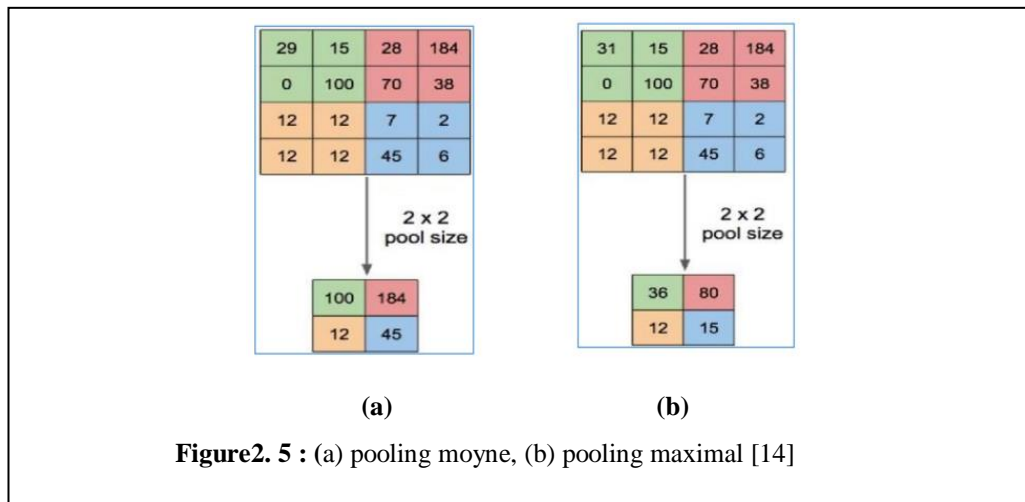 29 15 28 184
0 100 70 38
12 12 7 2
12 12 45 6
2 x 2
pool size
100 184
12 45
(a)
31 15 28 184
0 100 70 38
12 12 7 2
12 12 45 6
2 x 2
pool size
36 80
12 15
(b)
Figure2. 5 : (a) pooling moyne, (b) pooling maximal [14]